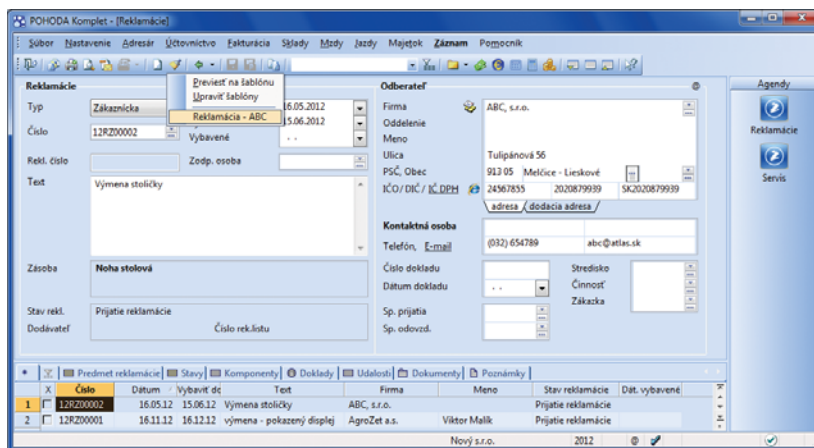 POHODA Komplet - [Reklamácie]
Súbor Nastavenie Adresár Účtovníctvo Fakturácia Sklady Mzdy Jazdy Majetok Záznam Pomocník
Reklamácie
Previesť na šablónu
Upraviť šablóny
Reklamácia - ABC
Odberateľ
Agendy
Typ Zákaznícka 16.05.2012 Firma ABC, s.r.o.
15.06.2012 Oddelenie
Číslo 12RZ00002 Vybavené . . Meno
Reklamácie
Rekl. číslo Zodp. osoba Ulica Tulipánová 56
PSČ, Obec 913 05 Melčice - Lieskové
Servis
Text Výmena stoličky IČO / DIČ / IČ DPH 24567855 2020879939 SK2020879939
adresa dodacia adresa
Kontaktná osoba
Telefón, E-mail (032) 654789 abc@atlas.sk
Zásoba Noha stolová Číslo dokladu Stredisko
Dátum dokladu . . Činnosť
Zákazka
Stav rekl. Prijatie reklamácie Sp. prijatia
Dodávateľ Číslo rek.listu Sp. odovzd.
Predmet reklamácie Stavy Komponenty Doklady Udalosti Dokumenty Poznámky
X Číslo Dátum Vybaviť do Text Firma Meno Stav reklamácie Dát. vybavené
1 12RZ00002 16.05.12 15.06.12 Výmena stoličky ABC, s.r.o. Prijatie reklamácie
2 12RZ00001 16.11.12 16.12.12 výmena - pokazený displej AgroZet a.s. Viktor Malík Prijatie reklamácie
Nový s.r.o. 2012 @